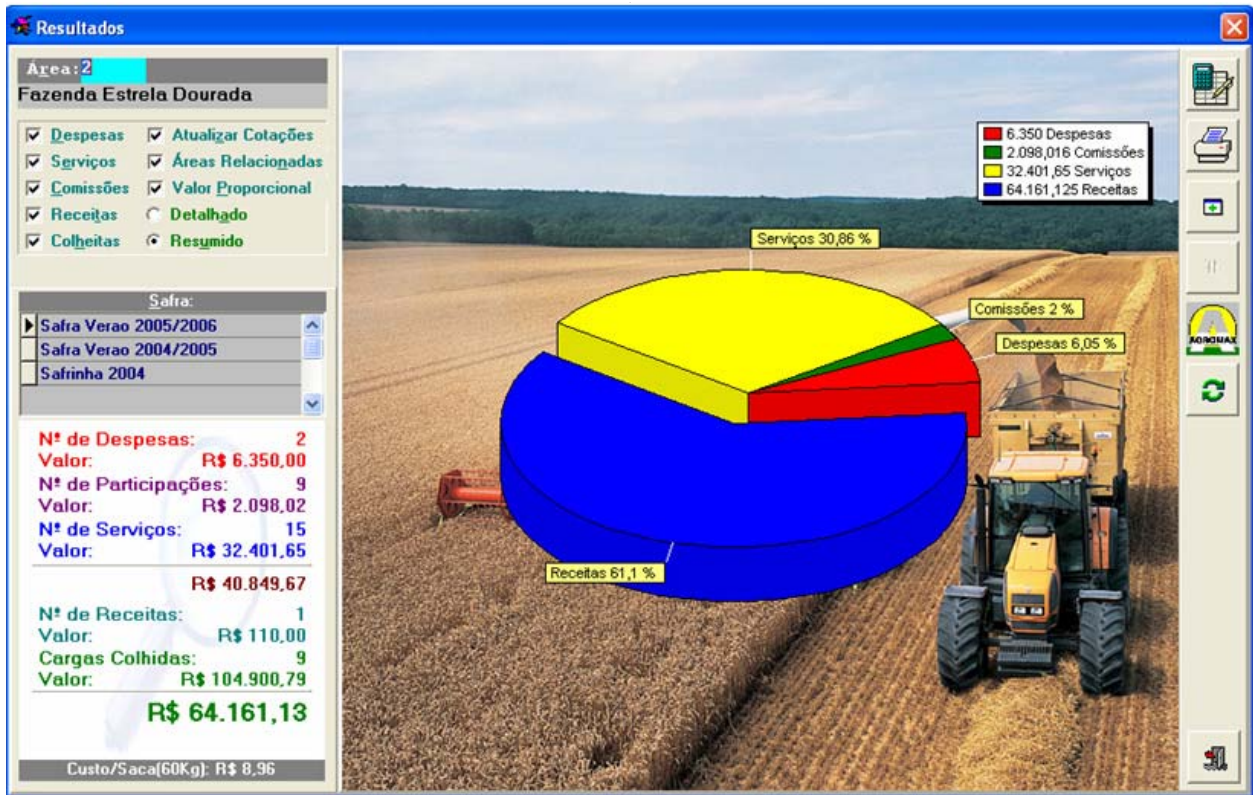 Resultados
Área: 2
Fazenda Estrela Dourada
Despesas
Atualizar Cotações
Serviços
Áreas Relacionadas
Comissões
Valor Proporcional
Receitas
Detalhado
Colheitas
Resumido
Safra:
Safra Verao 2005/2006
Safra Verao 2004/2005
Safrinha 2004
Nº de Despesas: 2
Valor: R$ 6.350,00
Nº de Participações: 9
Valor: R$ 2.098,02
Nº de Serviços: 15
Valor: R$ 32.401,65
R$ 40.849,67
Nº de Receitas: 1
Valor: R$ 110,00
Cargas Colhidas: 9
Valor: R$ 104.900,79
R$ 64.161,13
Custo/Saca(60Kg): R$ 8,96
6.350 Despesas
2.098,016 Comissões
32.401,65 Serviços
64.161,125 Receitas
Serviços 30,86 %
Comissões 2 %
Despesas 6,05 %
Receitas 61,1 %
AGROMAX